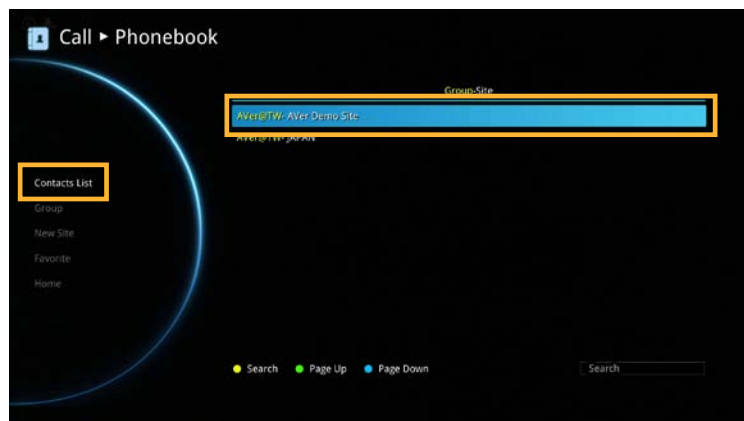 Call ► Phonebook
Group-Site
AVer@TW- AVer Demo Site
AVer@TW- JAPAN
Contacts List
Group
New Site
Favorite
Home
Search Page Up Page Down Search